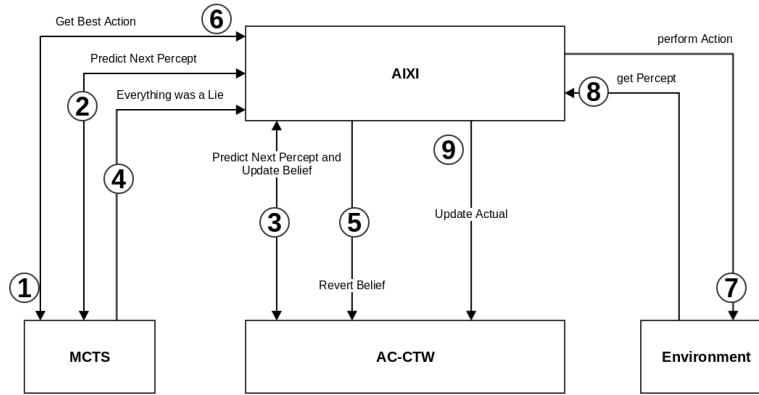 Get Best Action
6
perform Action
Predict Next Percept
AIXI
get Percept
8
Everything was a Lie
2
9
Predict Next Percept and
Update Belief
4
3
5
Update Actual
Revert Belief
1
7
MCTS
AC-CTW
Environment